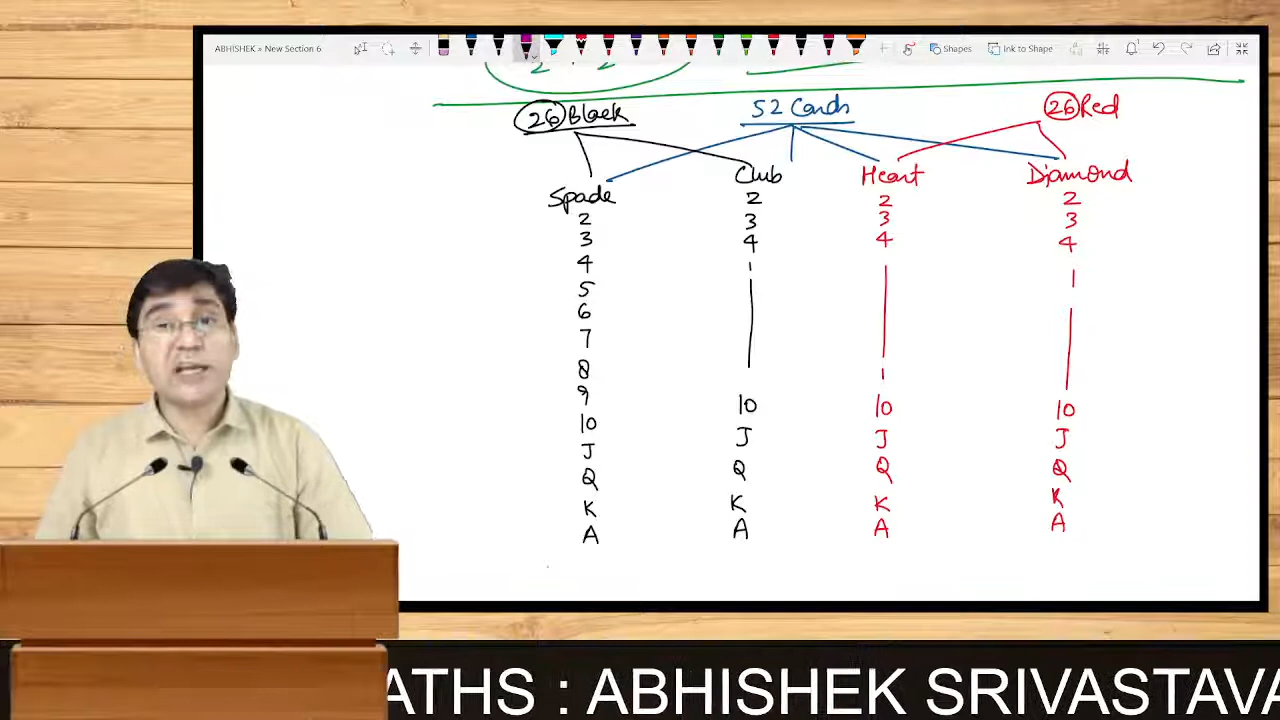 ABHISHEK » New Section 6
Shapes
Ink to Shape
2 2
26 Black
52 Cards
26 Red
Spade
Club
Heart
Diamond
2
3
4
5
6
7
8
9
10
J
Q
K
A
2
3
4
10
J
Q
K
A
2
3
4
10
J
Q
K
A
2
3
4
10
J
Q
K
A
ATHS : ABHISHEK SRIVASTAVA